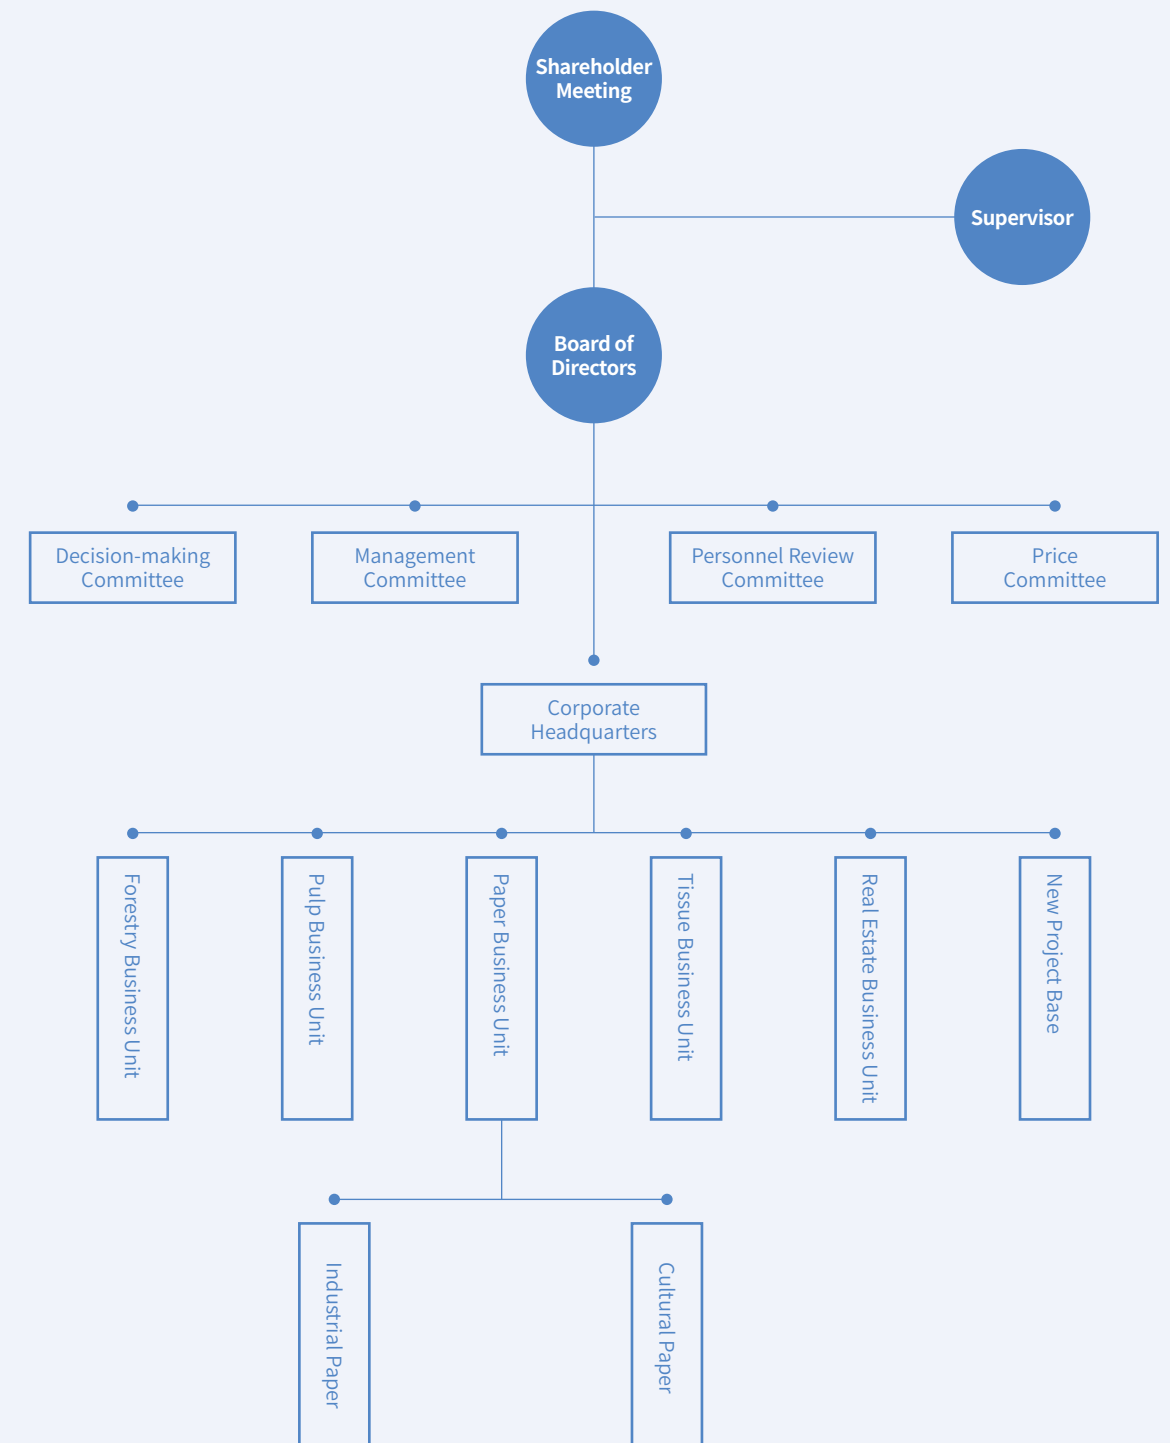 Shareholder
Meeting
Supervisor
Board of
Directors
Decision-making
Committee
Management
Committee
Personnel Review
Committee
Price
Committee
Corporate
Headquarters
Forestry Business Unit
Pulp Business Unit
Paper Business Unit
Tissue Business Unit
Real Estate Business Unit
New Project Base
Industrial Paper
Cultural Paper